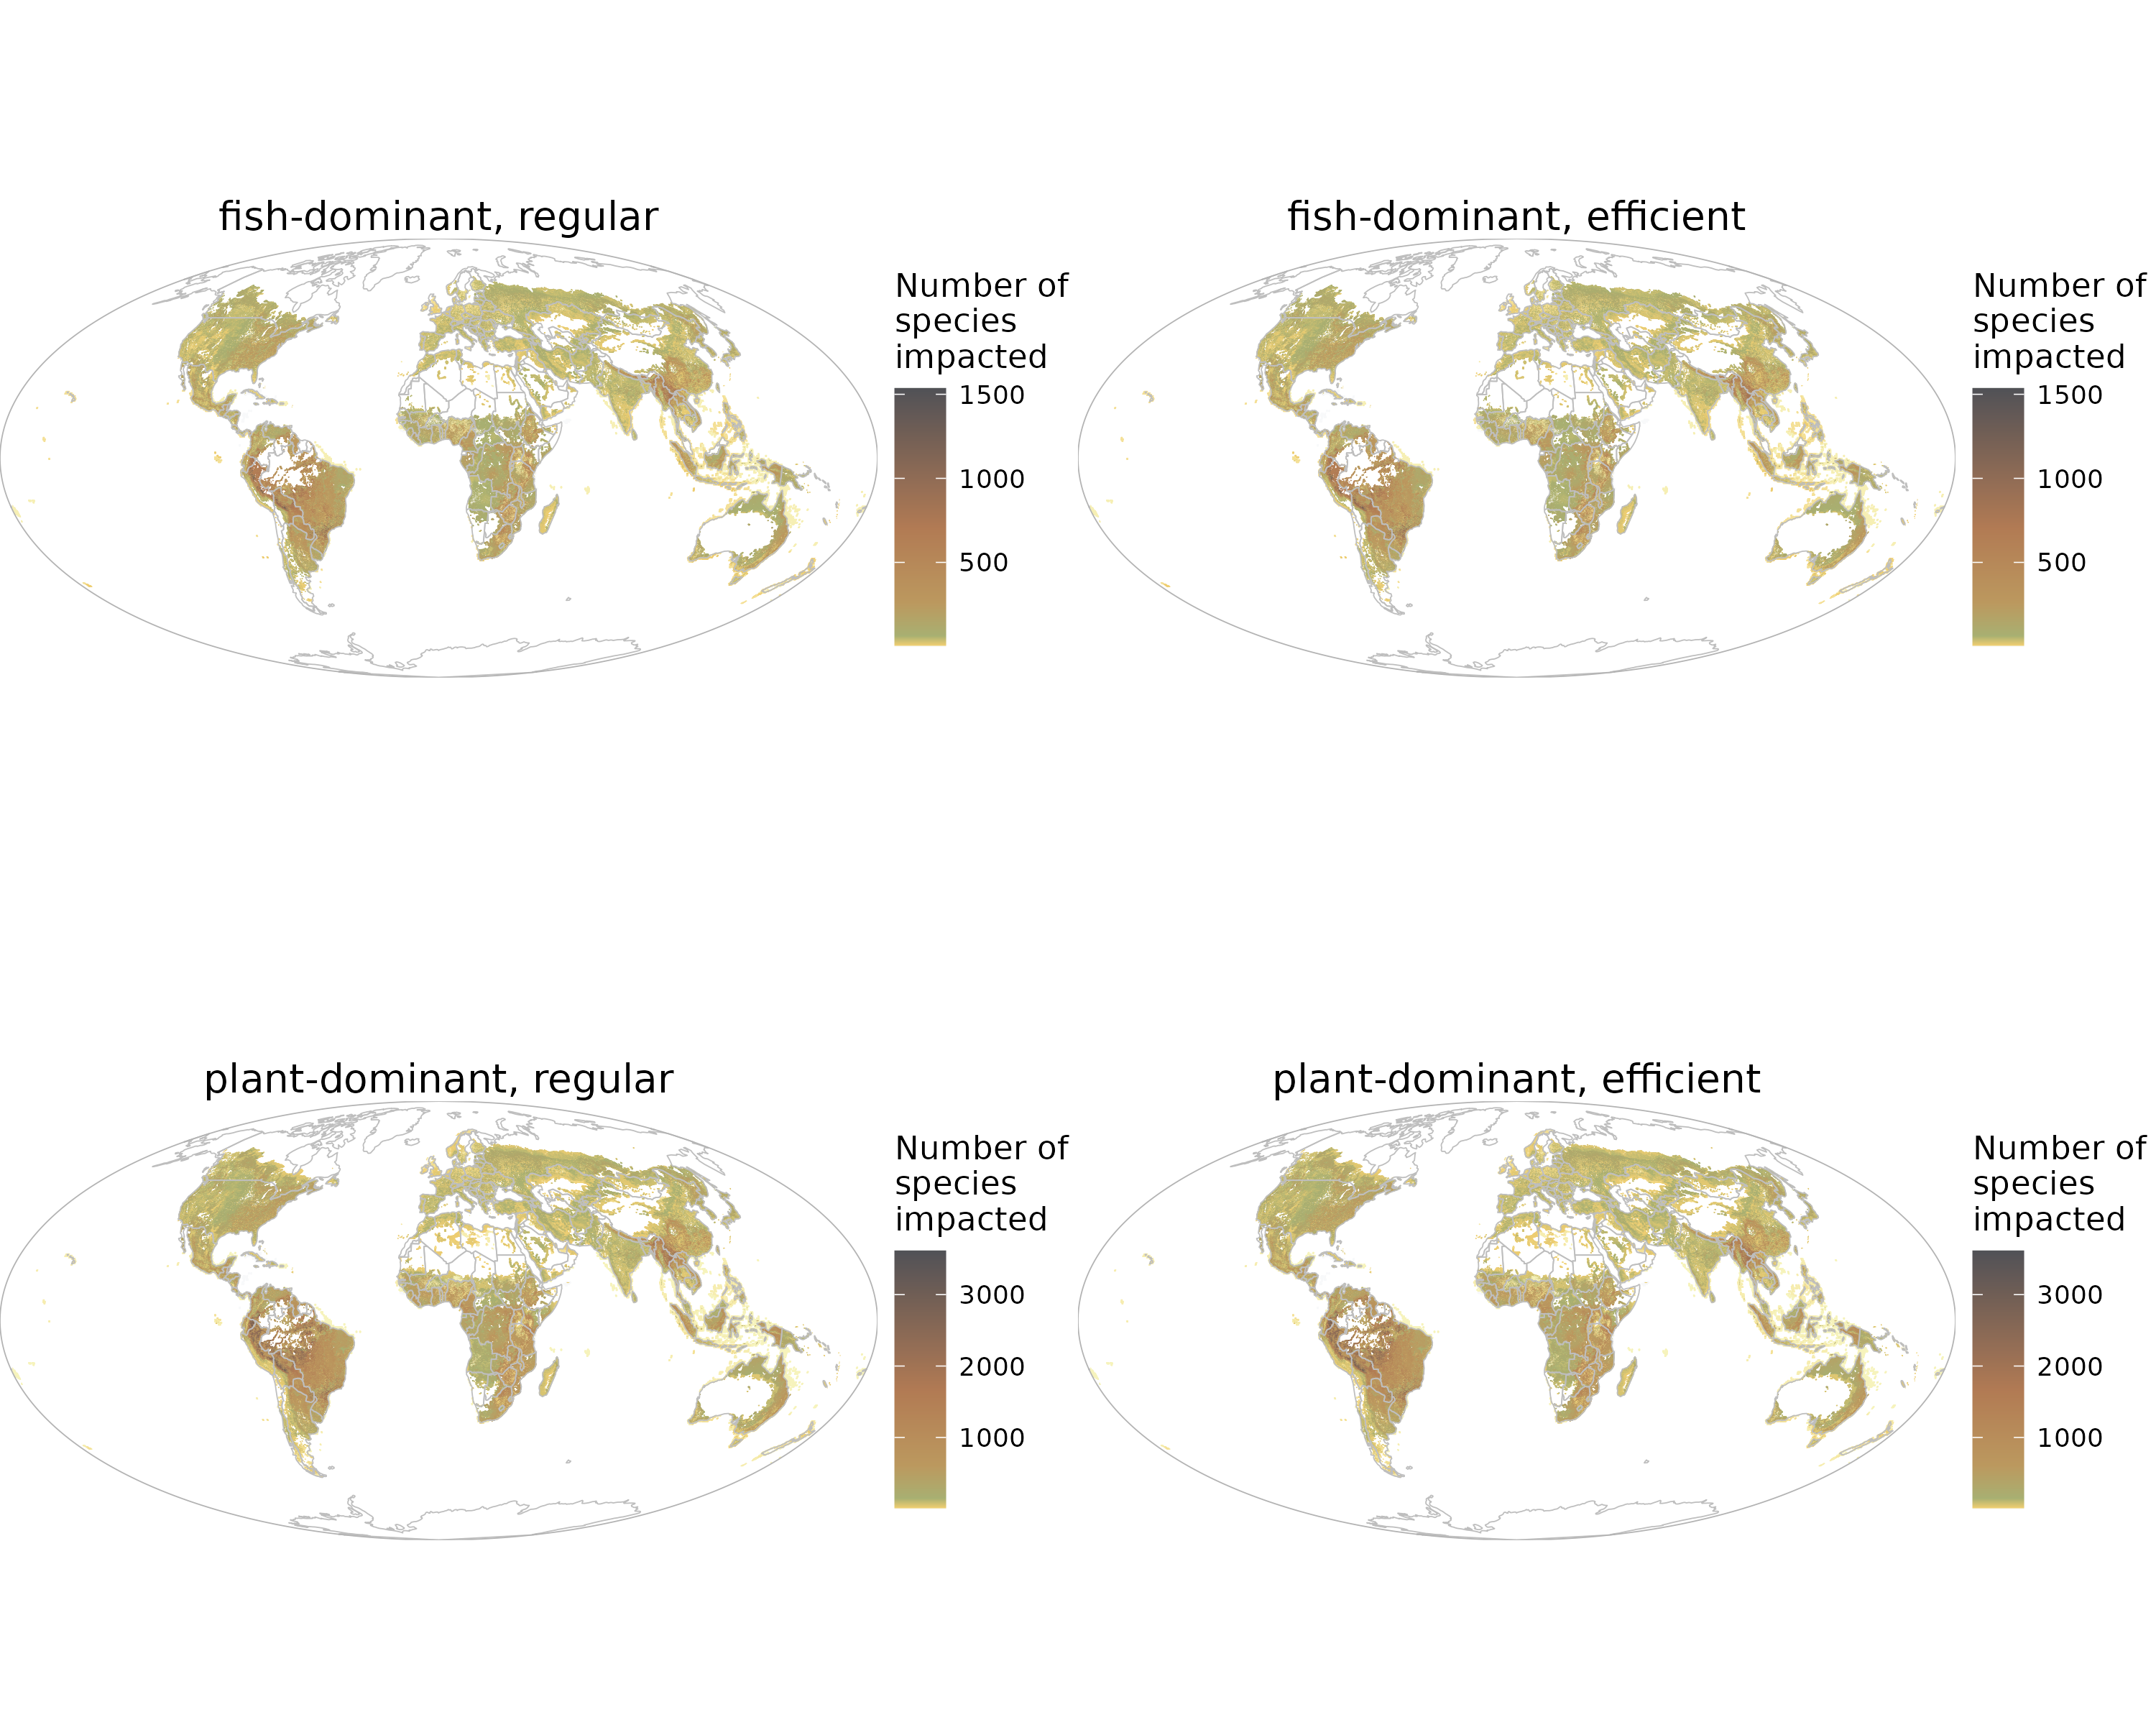 fish-dominant, regular
Number of
species
impacted
1500
1000
500
fish-dominant, efficient
Number of
species
impacted
1500
1000
500
plant-dominant, regular
Number of
species
impacted
3000
2000
1000
plant-dominant, efficient
Number of
species
impacted
3000
2000
1000